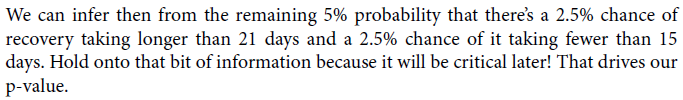 We can infer then from the remaining 5% probability that there's a 2.5% chance of
recovery taking longer than 21 days and a 2.5% chance of it taking fewer than 15
days. Hold onto that bit of information because it will be critical later! That drives our
p-value.